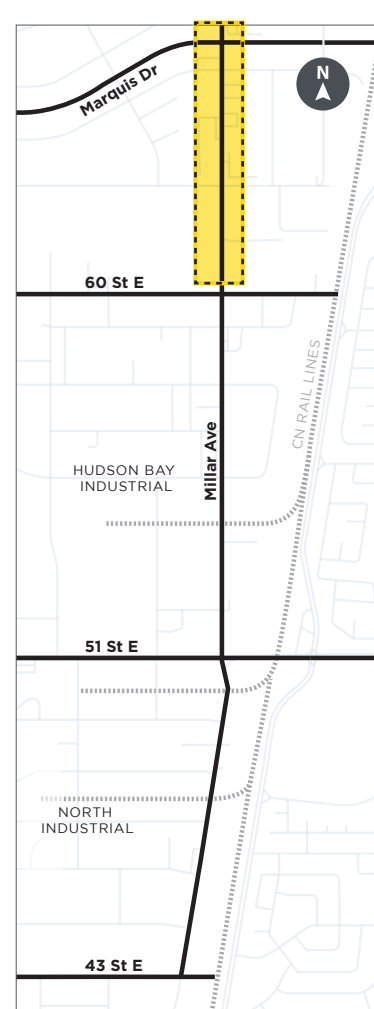 N
Marquis Dr
60 St E
CN RAIL LINES
Millar Ave
HUDSON BAY
INDUSTRIAL
51 St E
NORTH
INDUSTRIAL
43 St E